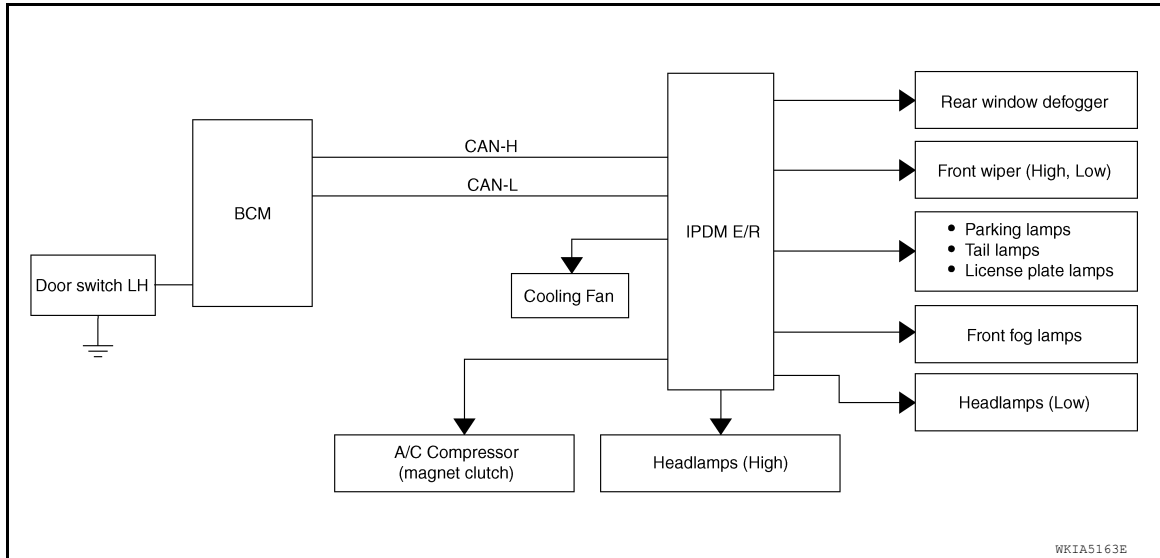 Rear window defogger
CAN-H
Front wiper (High, Low)
CAN-L
BCM
IPDM E/R
• Parking lamps
• Tail lamps
• License plate lamps
Door switch LH
Cooling Fan
Front fog lamps
Headlamps (Low)
A/C Compressor
(magnet clutch)
Headlamps (High)
WKIA5163E